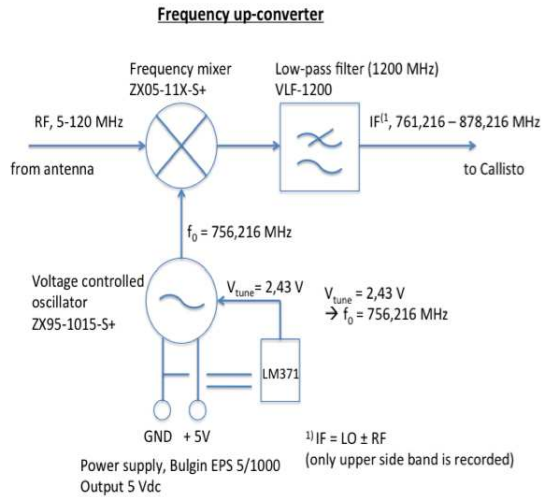 Frequency up-converter
Frequency mixer
ZX05-11X-S+
Low-pass filter (1200 MHz)
VLF-1200
RF, 5-120 MHz
from antenna
IF(1, 761,216 – 878,216 MHz
to Callisto
f0 = 756,216 MHz
Voltage controlled
oscillator
ZX95-1015-S+
Vtune= 2,43 V
Vtune = 2,43 V
→ f0 = 756,216 MHz
LM371
GND + 5V
Power supply, Bulgin EPS 5/1000
Output 5 Vdc
1) IF = LO ± RF
(only upper side band is recorded)